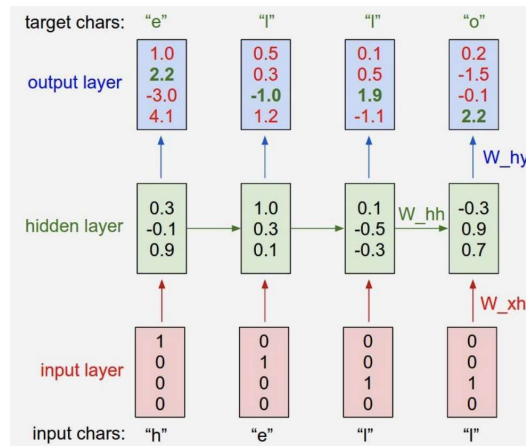 target chars: “e” “l” “l” “o”
output layer
1.0 0.5 0.1 0.2
2.2 0.3 0.5 -1.5
-3.0 -1.0 1.9 -0.1
4.1 1.2 -1.1 2.2
W_hy
hidden layer
0.3 1.0 0.1 -0.3
-0.1 0.3 -0.5 0.9
0.9 0.1 -0.3 0.7
W_hh
W_xh
input layer
1 0 0 0
0 1 0 0
0 0 1 1
0 0 0 0
input chars: “h” “e” “l” “l”